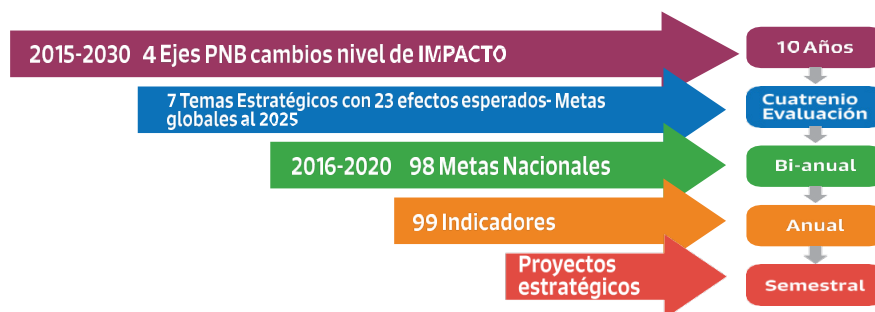 2015-2030 4 Ejes PNB cambios nivel de IMPACTO
10 Años
7 Temas Estratégicos con 23 efectos esperados- Metas
globales al 2025
Cuatrenio
Evaluación
2016-2020 98 Metas Nacionales
Bi-anual
99 Indicadores
Anual
Proyectos
estratégicos
Semestral